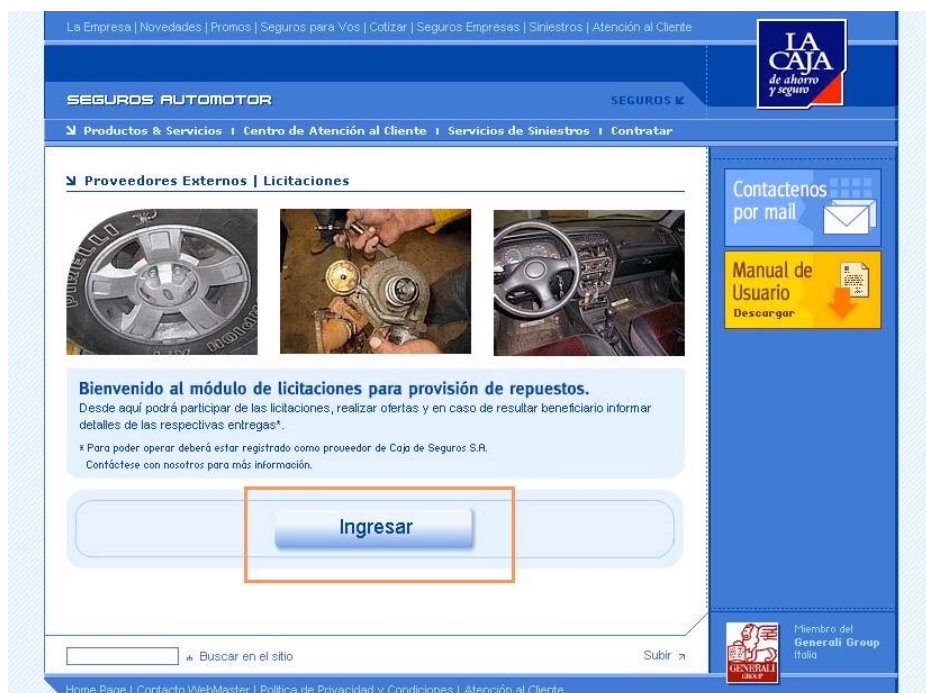 La Empresa | Novedades | Promos | Seguros para Vos | Cotizar | Seguros Empresas | Siniestros | Atención al Cliente
LA
CAJA
de ahorro
y seguro
SEGUROS AUTOMOTOR
SEGUROS
Productos & Servicios | Centro de Atención al Cliente | Servicios de Siniestros | Contratar
Proveedores Externos | Licitaciones
Contactenos
por mail
Manual de
Usuario
Descargar
Bienvenido al módulo de licitaciones para provisión de repuestos.
Desde aquí podrá participar de las licitaciones, realizar ofertas y en caso de resultar beneficiario informar
detalles de las respectivas entregas*.
* Para poder operar deberá estar registrado como proveedor de Caja de Seguros S.A.
Contáctese con nosotros para más información.
Ingresar
Buscar en el sitio
Subir
GENERALI
GROUP
Miembro del
Generali Group
Italia
Home Page | Contacto WebMaster | Política de Privacidad y Condiciones | Atención al Cliente